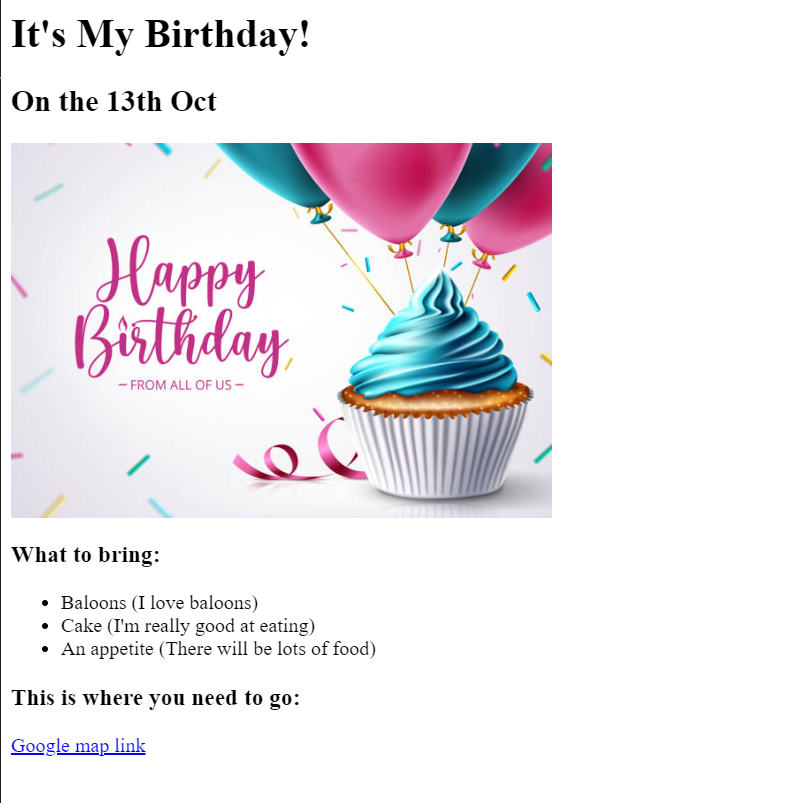 It's My Birthday!
On the 13th Oct
Happy
Birthday
FROM ALL OF US
What to bring:
Baloons (I love baloons)
Cake (I'm really good at eating)
An appetite (There will be lots of food)
This is where you need to go:
Google map link